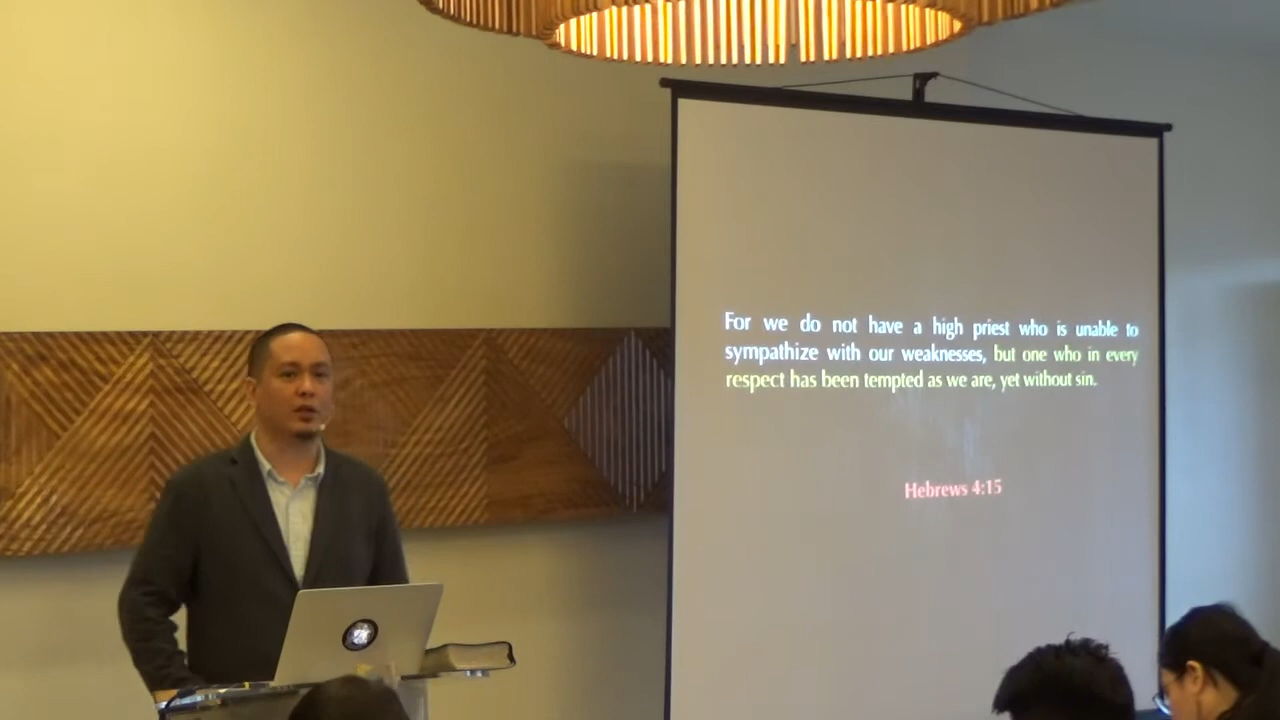 For we do not have a high priest who is unable to
sympathize with our weaknesses, but one who in every
respect has been tempted as we are, yet without sin.
Hebrews 4:15